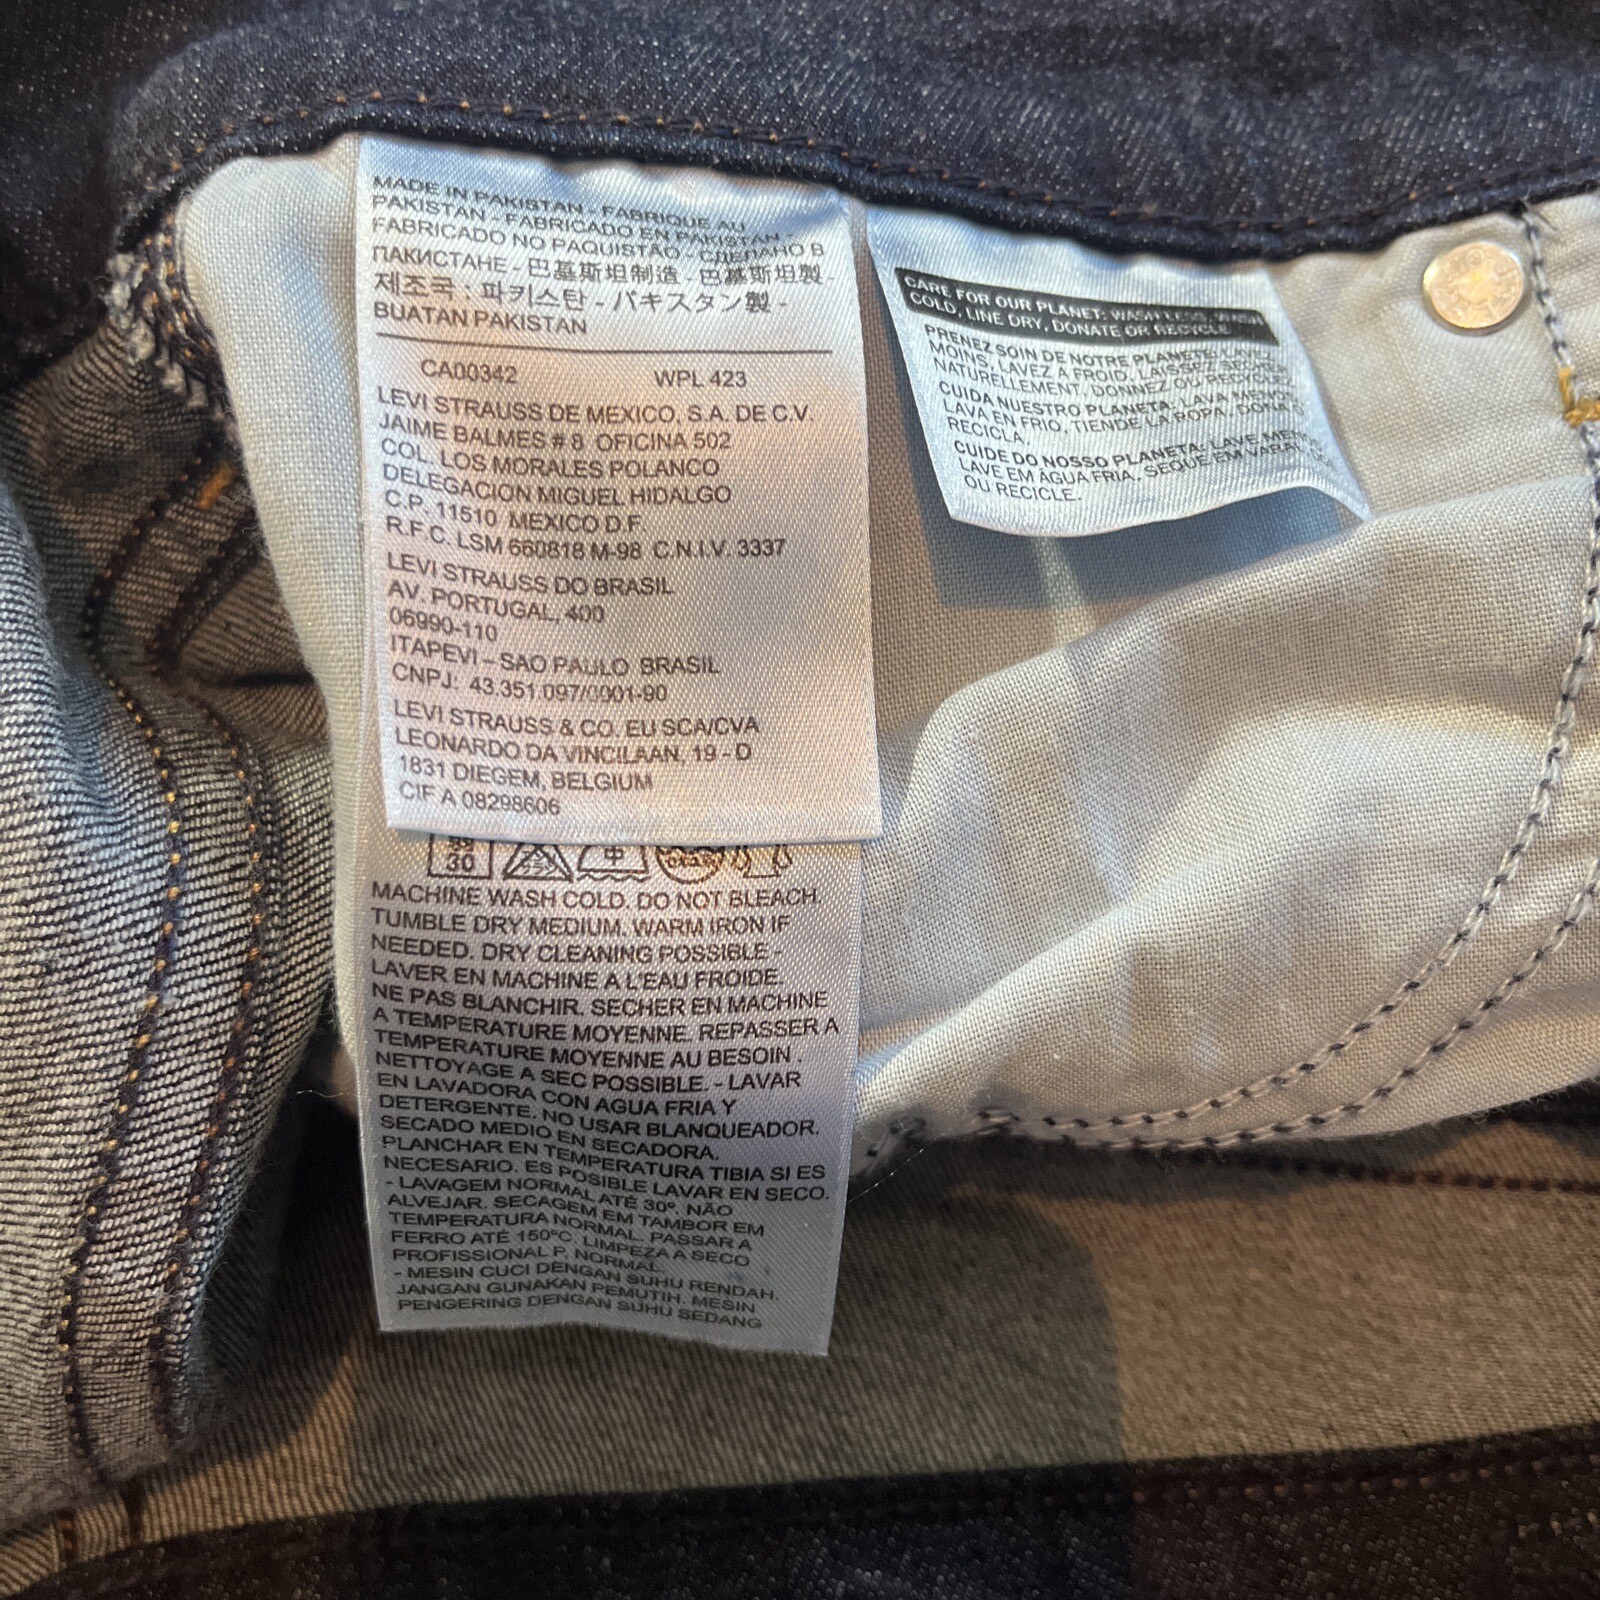 MADE IN PAKISTAN - FABRIQUE AU
PAKISTAN - FABRICADO EN PAKISTAN -
FABRICADO NO PAQUISTÃO - СДЕЛАНО В
ПАКИСТАНЕ - 巴基斯坦制造 - 巴基斯坦製 -
제조국 : 파키스탄 - パキスタン製 -
BUATAN PAKISTAN
CA00342 WPL 423
LEVI STRAUSS DE MEXICO, S.A. DE C.V.
JAIME BALMES # 8 OFICINA 502
COL. LOS MORALES POLANCO
DELEGACION MIGUEL HIDALGO
C.P. 11510 MEXICO D.F.
R.F.C. LSM 660818 M-98 C.N.I.V. 3337
LEVI STRAUSS DO BRASIL
AV. PORTUGAL, 400
06990-110
ITAPEVI – SAO PAULO BRASIL
CNPJ: 43.351.097/0001-90
LEVI STRAUSS & CO. EU SCA/CVA
LEONARDO DA VINCILAAN, 19 - D
1831 DIEGEM, BELGIUM
CIF A 08298606
30
MACHINE WASH COLD. DO NOT BLEACH.
TUMBLE DRY MEDIUM. WARM IRON IF
NEEDED. DRY CLEANING POSSIBLE -
LAVER EN MACHINE A L'EAU FROIDE.
NE PAS BLANCHIR. SECHER EN MACHINE
A TEMPERATURE MOYENNE. REPASSER A
TEMPERATURE MOYENNE AU BESOIN .
NETTOYAGE A SEC POSSIBLE. - LAVAR
EN LAVADORA CON AGUA FRIA Y
DETERGENTE. NO USAR BLANQUEADOR.
SECADO MEDIO EN SECADORA.
PLANCHAR EN TEMPERATURA TIBIA SI ES
NECESARIO. ES POSIBLE LAVAR EN SECO.
- LAVAGEM NORMAL ATÉ 30º. NÃO
ALVEJAR. SECAGEM EM TAMBOR EM
TEMPERATURA NORMAL. PASSAR A
FERRO ATÉ 150ºC. LIMPEZA A SECO
PROFISSIONAL P, NORMAL.
- MESIN CUCI DENGAN SUHU RENDAH.
JANGAN GUNAKAN PEMUTIH. MESIN
PENGERING DENGAN SUHU SEDANG
CARE FOR OUR PLANET: WASH LESS, WASH
COLD, LINE DRY, DONATE OR RECYCLE
PRENEZ SOIN DE NOTRE PLANETE: LAVEZ
MOINS, LAVEZ A FROID, LAISSEZ SECHER
NATURELLEMENT, DONNEZ OU RECYCLEZ
CUIDA NUESTRO PLANETA: LAVA MENOS
LAVA EN FRIO, TIENDE LA ROPA, DONA O
RECICLA.
CUIDE DO NOSSO PLANETA: LAVE MENOS
LAVE EM ÁGUA FRIA, SEQUE EM VARAL, DOE
OU RECICLE.